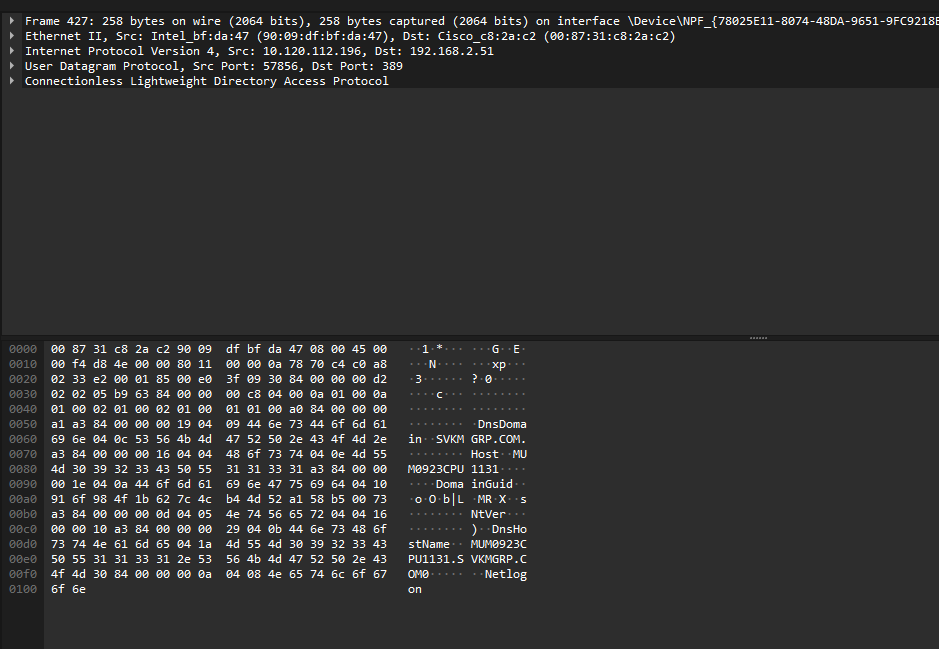 Frame 427: 258 bytes on wire (2064 bits), 258 bytes captured (2064 bits) on interface \Device\NPF_{78025E11-8074-48DA-9651-9FC9218E
Ethernet II, Src: Intel_bf:da:47 (90:09:df:bf:da:47), Dst: Cisco_c8:2a:c2 (00:87:31:c8:2a:c2)
Internet Protocol Version 4, Src: 10.120.112.196, Dst: 192.168.2.51
User Datagram Protocol, Src Port: 57856, Dst Port: 389
Connectionless Lightweight Directory Access Protocol
0000 00 87 31 c8 2a c2 90 09 df bf da 47 08 00 45 00 ··1·*··· ···G··E·
0010 00 f4 d8 4e 00 00 80 11 00 00 0a 78 70 c4 c0 a8 ···N···· ···xp···
0020 02 33 e2 00 01 85 00 e0 3f 09 30 84 00 00 00 d2 ·3······ ?·0·····
0030 02 02 05 b9 63 84 00 00 00 c8 04 00 0a 01 00 0a ····c··· ········
0040 01 00 02 01 00 02 01 00 01 01 00 a0 84 00 00 00 ········ ········
0050 a1 a3 84 00 00 00 19 04 09 44 6e 73 44 6f 6d 61 ········ ·DnsDoma
0060 69 6e 04 0c 53 56 4b 4d 47 52 50 2e 43 4f 4d 2e in··SVKM GRP.COM.
0070 a3 84 00 00 00 16 04 04 48 6f 73 74 04 0e 4d 55 ········ Host··MU
0080 4d 30 39 32 33 43 50 55 31 31 33 31 a3 84 00 00 M0923CPU 1131····
0090 00 1e 04 0a 44 6f 6d 61 69 6e 47 75 69 64 04 10 ····Doma inGuid··
00a0 91 6f 98 4f 1b 62 7c 4c b4 4d 52 a1 58 b5 00 73 ·o·O·b|L ·MR·X··s
00b0 a3 84 00 00 00 0d 04 05 4e 74 56 65 72 04 04 16 ········ NtVer···
00c0 00 00 10 a3 84 00 00 00 29 04 0b 44 6e 73 48 6f ········ )··DnsHo
00d0 73 74 4e 61 6d 65 04 1a 4d 55 4d 30 39 32 33 43 stName·· MUM0923C
00e0 50 55 31 31 33 31 2e 53 56 4b 4d 47 52 50 2e 43 PU1131.S VKMGRP.C
00f0 4f 4d 30 84 00 00 00 0a 04 08 4e 65 74 6c 6f 67 OM0····· ··Netlog
0100 6f 6e on